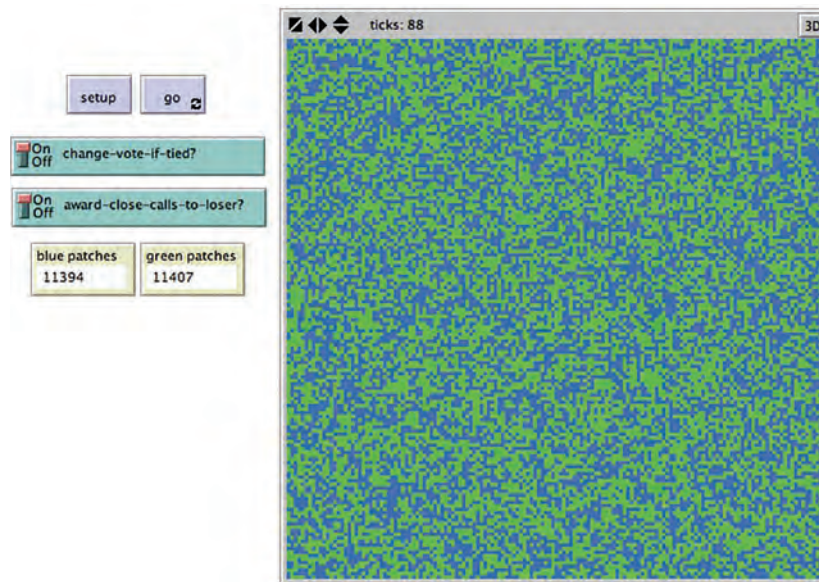 ticks: 88
3D
setup
go
On
Off
change-vote-if-tied?
On
Off
award-close-calls-to-loser?
blue patches
11394
green patches
11407